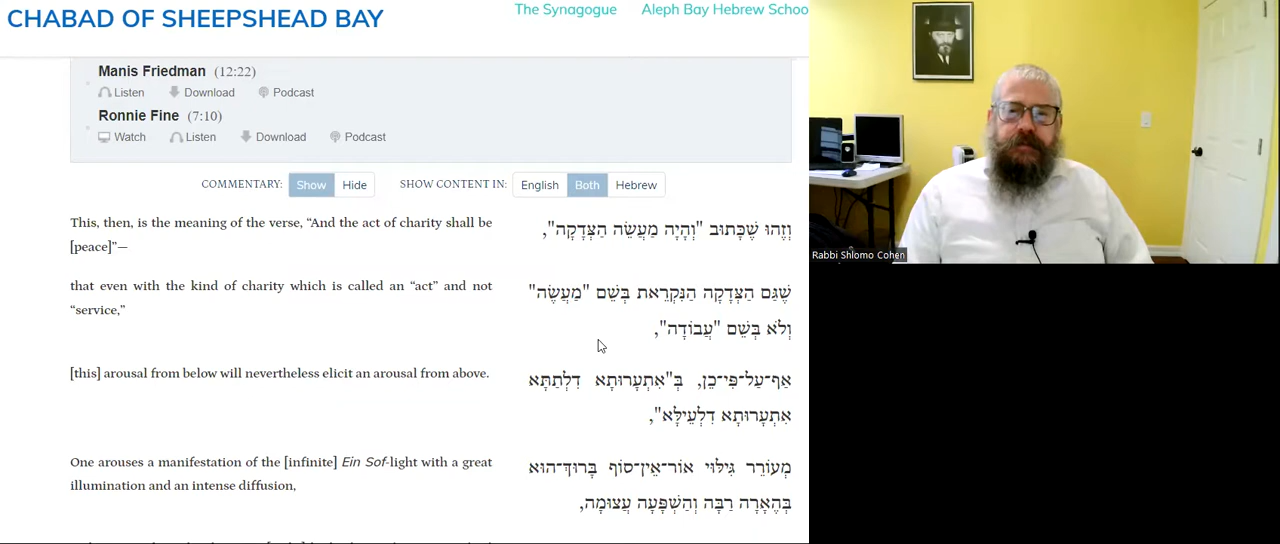 CHABAD OF SHEEPSHEAD BAY
The Synagogue Aleph Bay Hebrew Schoo
Manis Friedman (12:22)
Listen Download Podcast
Ronnie Fine (7:10)
Watch Listen Download Podcast
COMMENTARY: Show Hide SHOW CONTENT IN: English Both Hebrew
This, then, is the meaning of the verse, “And the act of charity shall be
[peace]”—
וְזֶהוּ שֶׁכָּתוּב "וְהָיָה מַעֲשֵׂה הַצְּדָקָה",
that even with the kind of charity which is called an “act” and not
“service,”
שֶׁגַּם הַצְּדָקָה הַנִּקְרֵאת בְּשֵׁם "מַעֲשֶׂה"
וְלֹא בְּשֵׁם "עֲבוֹדָה",
[this] arousal from below will nevertheless elicit an arousal from above.
אַף־עַל־פִּי־כֵן, בְּ"אִתְעָרוּתָא דִלְתַתָּא
אִתְעָרוּתָא דִלְעֵילָּא",
One arouses a manifestation of the [infinite] Ein Sof-light with a great
illumination and an intense diffusion,
מְעוֹרֵר גִּילּוּי אוֹר־אֵין־סוֹף בָּרוּךְ־הוּא
בְּהֶאָרָה רַבָּה וְהַשְׁפָּעָה עֲצוּמָה,
Rabbi Shlomo Cohen